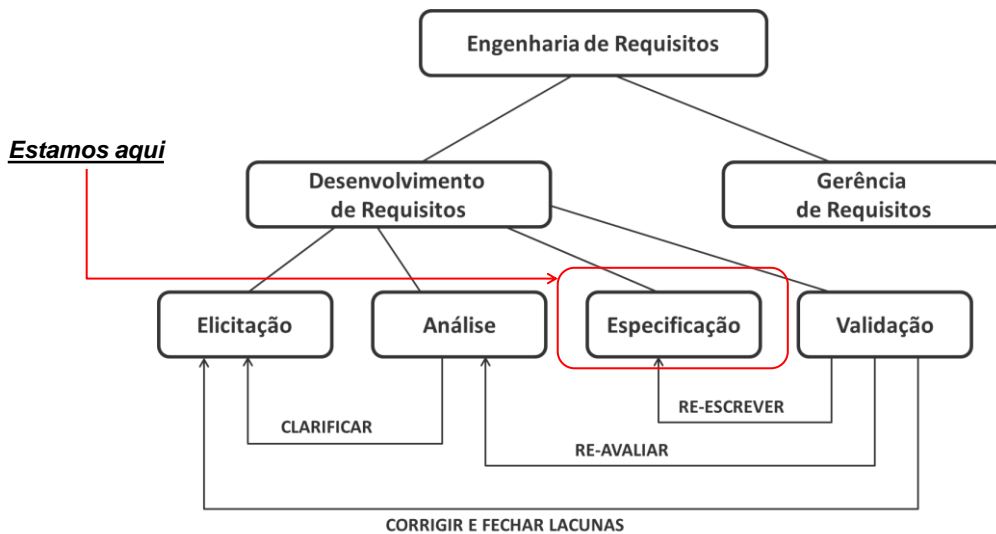 Engenharia de Requisitos
Estamos aqui
Desenvolvimento
de Requisitos
Gerência
de Requisitos
Elicitação
Análise
Especificação
Validação
RE-ESCREVER
CLARIFICAR
RE-AVALIAR
CORRIGIR E FECHAR LACUNAS